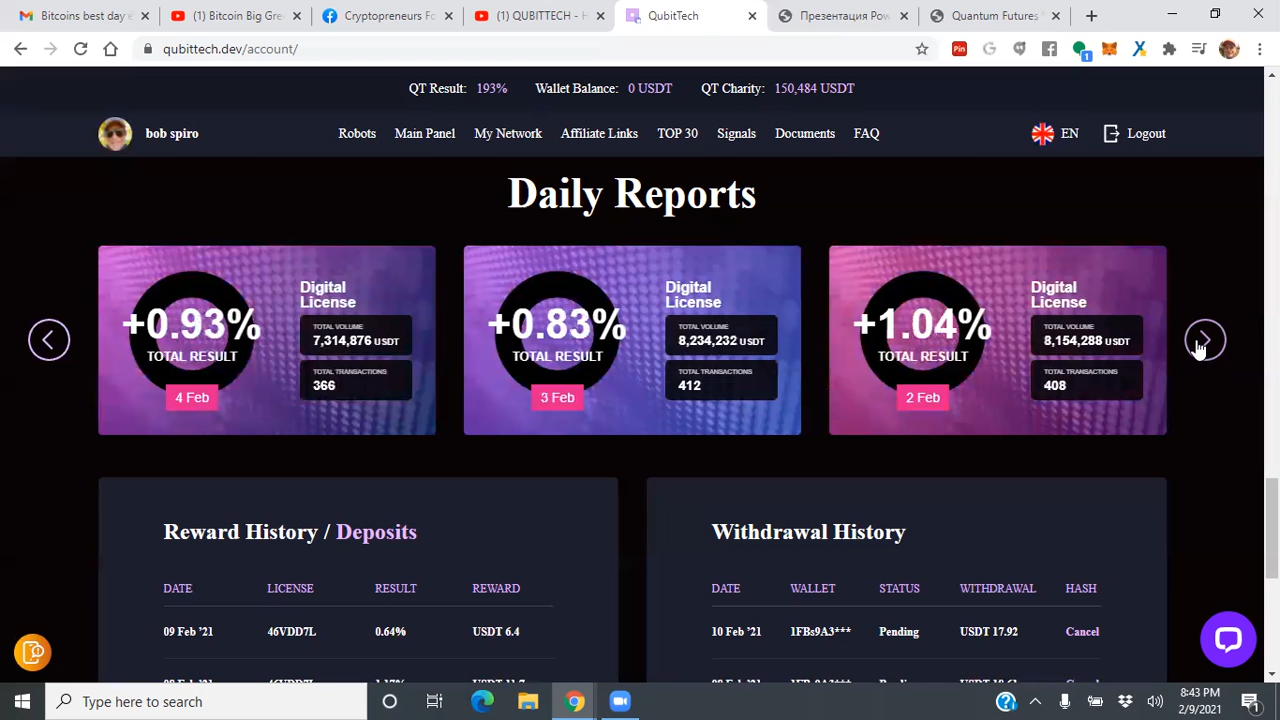 Bitcoins best day e
(1) Bitcoin Big Gre
Cryptopreneurs Fo
(1) QUBITTECH - H
QubitTech
Презентация Pow
Quantum Futures
qubittech.dev/account/
Pin
1
QT Result: 193% Wallet Balance: 0 USDT QT Charity: 150,484 USDT
bob spiro Robots Main Panel My Network Affiliate Links TOP 30 Signals Documents FAQ EN Logout
Daily Reports
+0.93%
TOTAL RESULT
4 Feb
Digital
License
TOTAL VOLUME
7,314,876 USDT
TOTAL TRANSACTIONS
366
+0.83%
TOTAL RESULT
3 Feb
Digital
License
TOTAL VOLUME
8,234,232 USDT
TOTAL TRANSACTIONS
412
+1.04%
TOTAL RESULT
2 Feb
Digital
License
TOTAL VOLUME
8,154,288 USDT
TOTAL TRANSACTIONS
408
Reward History / Deposits
DATE LICENSE RESULT REWARD
09 Feb '21 46VDD7L 0.64% USDT 6.4
Withdrawal History
DATE WALLET STATUS WITHDRAWAL HASH
10 Feb '21 1FBs9A3*** Pending USDT 17.92 Cancel
Type here to search
8:43 PM
2/9/2021
1